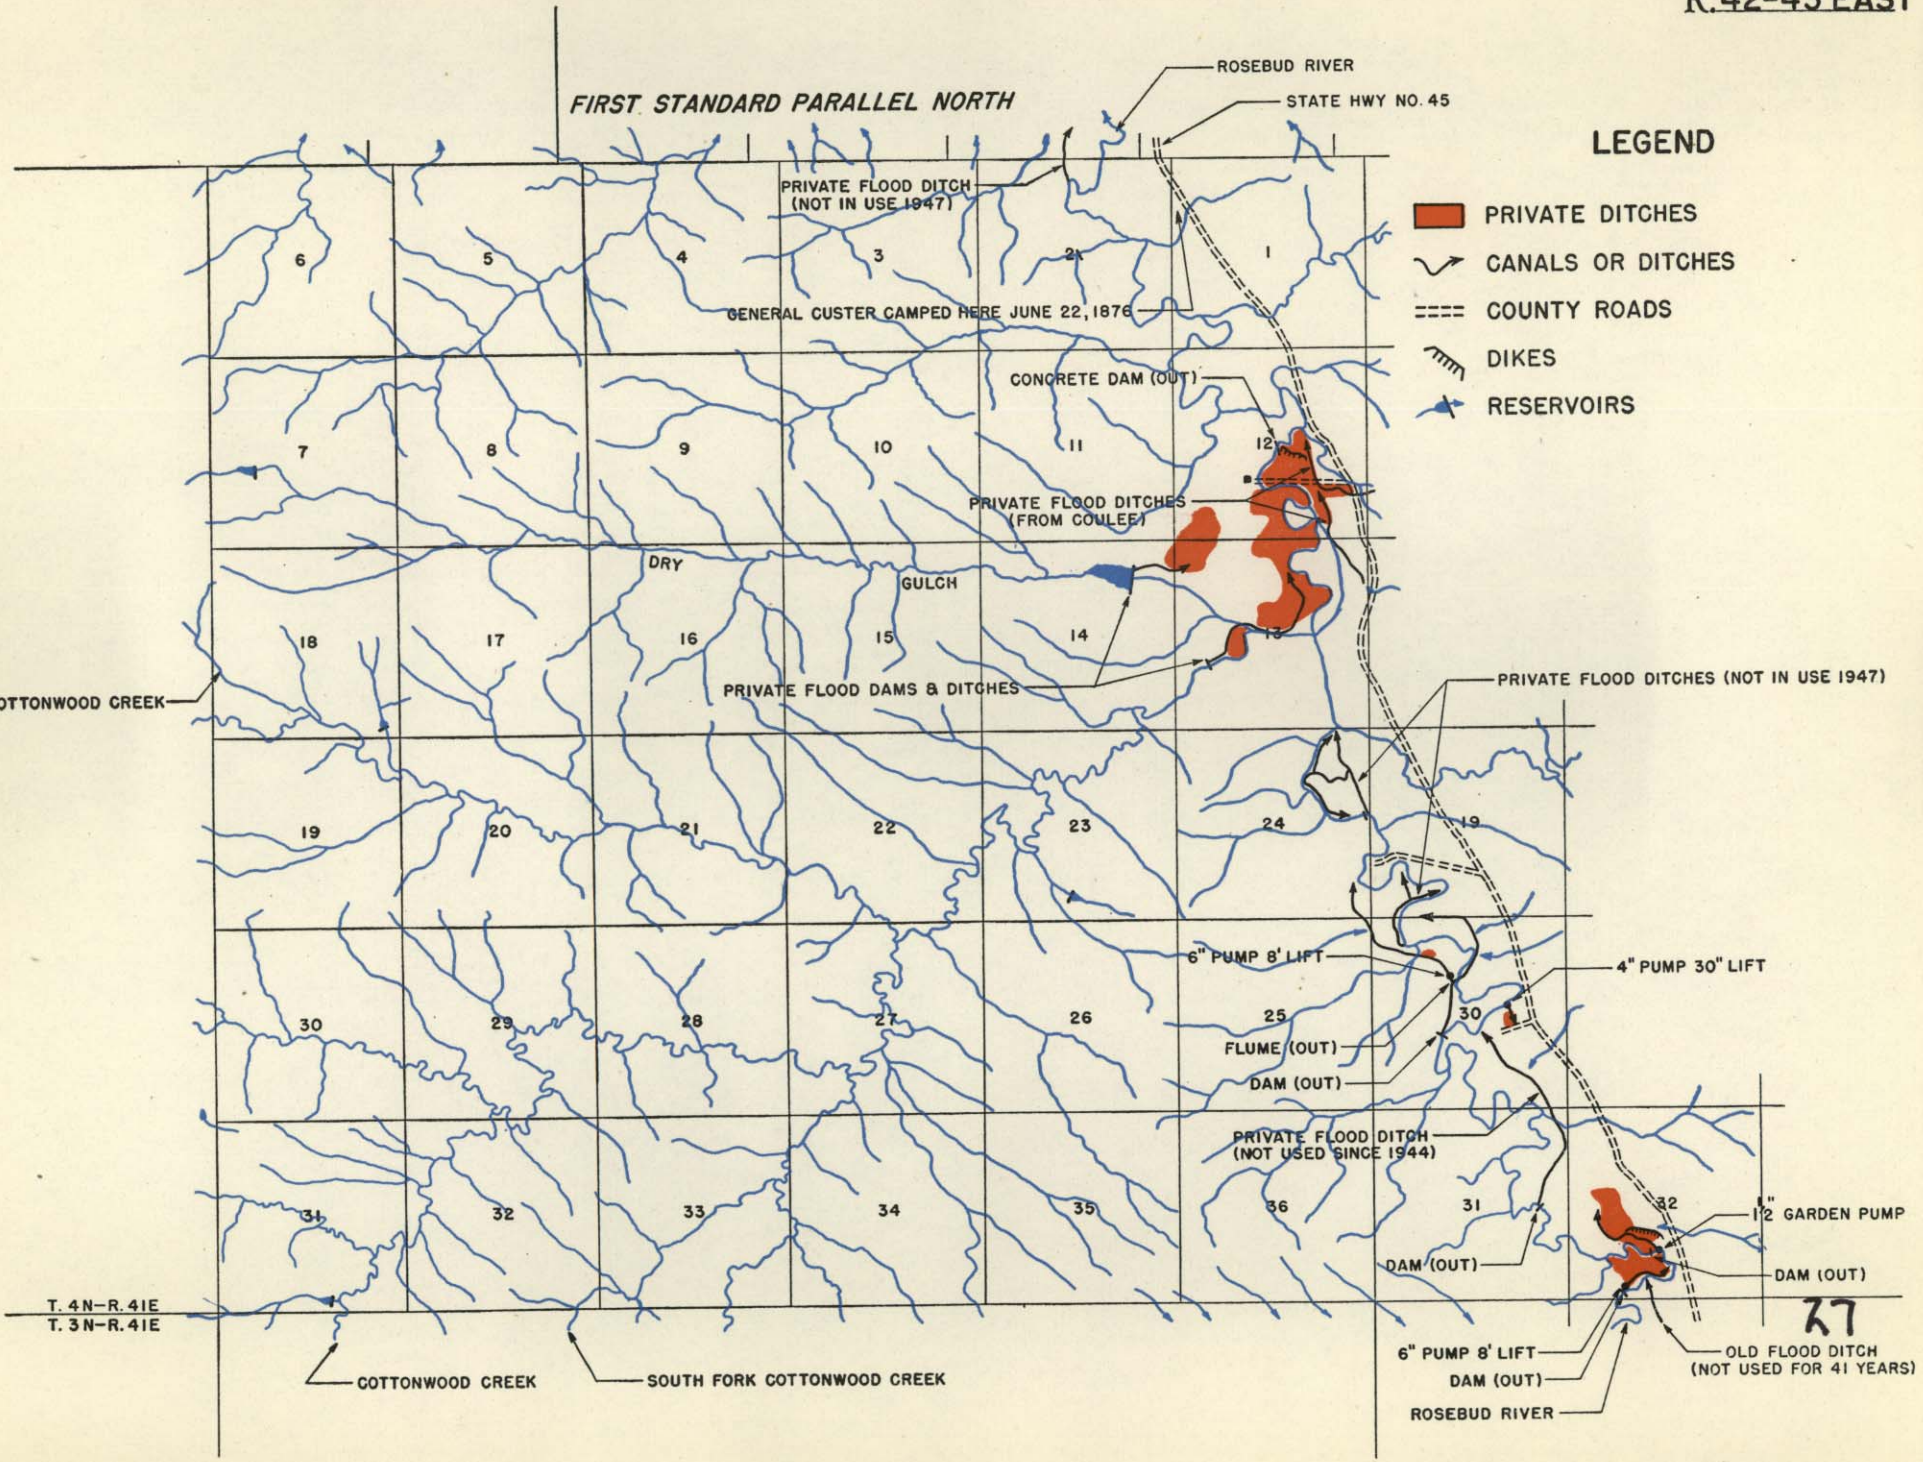 R. 42-43 EAST
ROSEBUD RIVER
FIRST STANDARD PARALLEL NORTH
STATE HWY NO. 45
LEGEND
PRIVATE DITCHES
CANALS OR DITCHES
COUNTY ROADS
DIKES
RESERVOIRS
PRIVATE FLOOD DITCH
(NOT IN USE 1947)
6
5
4
3
2
1
GENERAL CUSTER CAMPED HERE JUNE 22, 1876
CONCRETE DAM (OUT)
7
8
9
10
11
12
PRIVATE FLOOD DITCHES
(FROM COULEE)
DRY
GULCH
18
17
16
15
14
13
PRIVATE FLOOD DITCHES (NOT IN USE 1947)
PRIVATE FLOOD DAMS & DITCHES
OTTONWOOD CREEK
19
20
21
22
23
24
19
6" PUMP 8' LIFT
4" PUMP 30" LIFT
30
29
28
27
26
25
30
FLUME (OUT)
DAM (OUT)
PRIVATE FLOOD DITCH
(NOT USED SINCE 1944)
31
32
33
34
35
36
31
32
1½" GARDEN PUMP
DAM (OUT)
DAM (OUT)
T. 4N-R. 41E
T. 3N-R. 41E
27
6" PUMP 8' LIFT
OLD FLOOD DITCH
(NOT USED FOR 41 YEARS)
COTTONWOOD CREEK
SOUTH FORK COTTONWOOD CREEK
DAM (OUT)
ROSEBUD RIVER